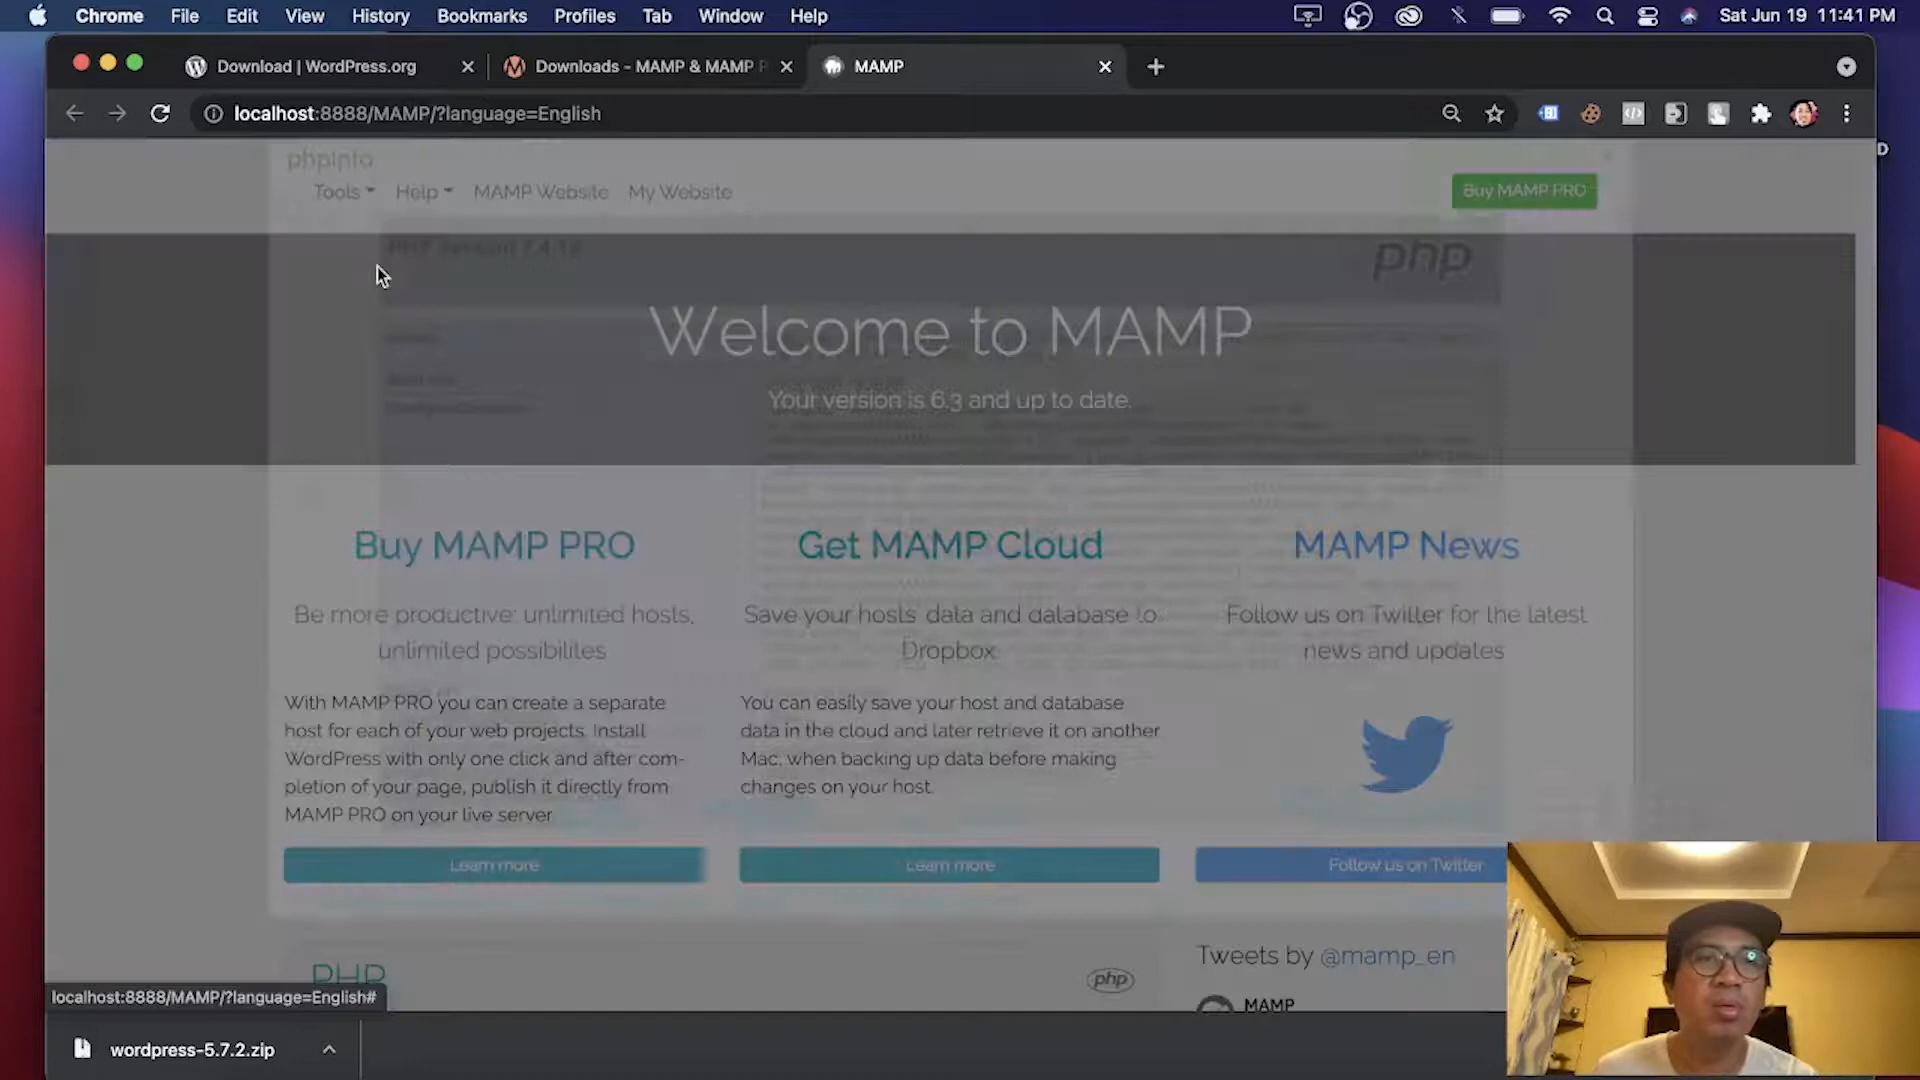 Chrome File Edit View History Bookmarks Profiles Tab Window Help Sat Jun 19 11:41 PM
Download | WordPress.org Downloads - MAMP & MAMP P MAMP
localhost:8888/MAMP/?language=English
D
phpinfo
Tools Help MAMP Website My Website Buy MAMP PRO
php
Welcome to MAMP
Your version is 6.3 and up to date.
Buy MAMP PRO
Be more productive: unlimited hosts,
unlimited possibilites
With MAMP PRO you can create a separate
host for each of your web projects. Install
WordPress with only one click and after com-
pletion of your page, publish it directly from
MAMP PRO on your live server
Learn more
Get MAMP Cloud
Save your hosts' data and database to
Dropbox
You can easily save your host and database
data in the cloud and later retrieve it on another
Mac, when backing up data before making
changes on your host.
Learn more
MAMP News
Follow us on Twitter for the latest
news and updates
Follow us on Twitter
PHP
php
Tweets by @mamp_en
MAMP
localhost:8888/MAMP/?language=English#
wordpress-5.7.2.zip